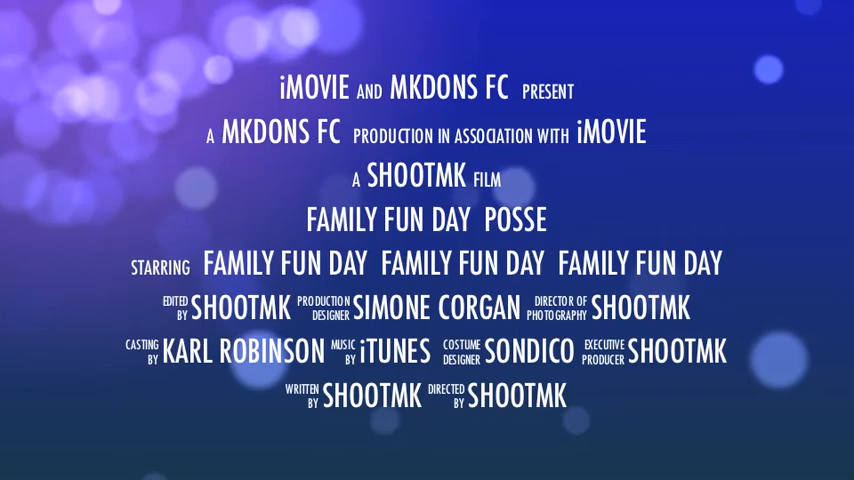 iMOVIE AND MKDONS FC PRESENT
A MKDONS FC PRODUCTION IN ASSOCIATION WITH iMOVIE
A SHOOTMK FILM
FAMILY FUN DAY POSSE
STARRING FAMILY FUN DAY FAMILY FUN DAY FAMILY FUN DAY
EDITED BY SHOOTMK PRODUCTION DESIGNER SIMONE CORGAN DIRECTOR OF PHOTOGRAPHY SHOOTMK
CASTING BY KARL ROBINSON MUSIC BY iTUNES COSTUME DESIGNER SONDICO EXECUTIVE PRODUCER SHOOTMK
WRITTEN BY SHOOTMK DIRECTED BY SHOOTMK